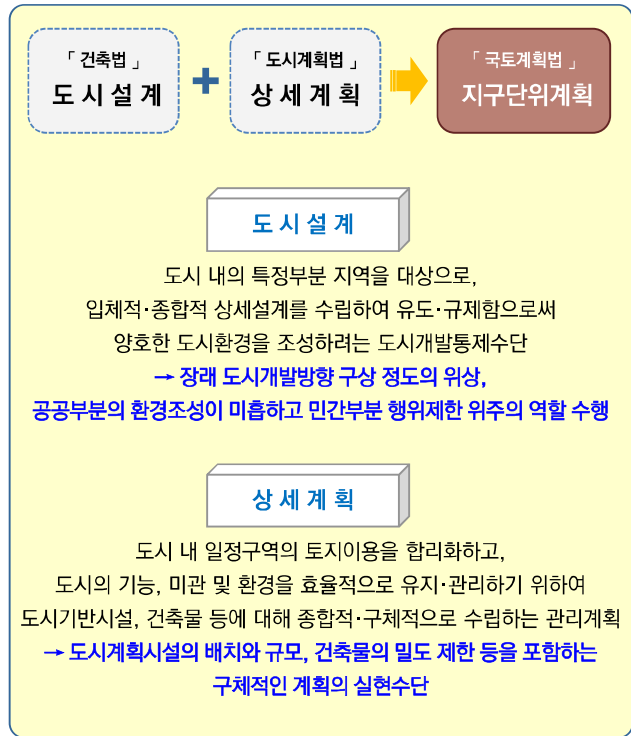 「 건축법 」
도 시 설 계
「 도시계획법 」
상 세 계 획
「 국토계획법 」
지구단위계획
도 시 설 계
도시 내의 특정부분 지역을 대상으로,
입체적·종합적 상세설계를 수립하여 유도·규제함으로써
양호한 도시환경을 조성하려는 도시개발통제수단
→ 장래 도시개발방향 구상 정도의 위상,
공공부분의 환경조성이 미흡하고 민간부분 행위제한 위주의 역할 수행
상 세 계 획
도시 내 일정구역의 토지이용을 합리화하고,
도시의 기능, 미관 및 환경을 효율적으로 유지·관리하기 위하여
도시기반시설, 건축물 등에 대해 종합적·구체적으로 수립하는 관리계획
→ 도시계획시설의 배치와 규모, 건축물의 밀도 제한 등을 포함하는
구체적인 계획의 실현수단